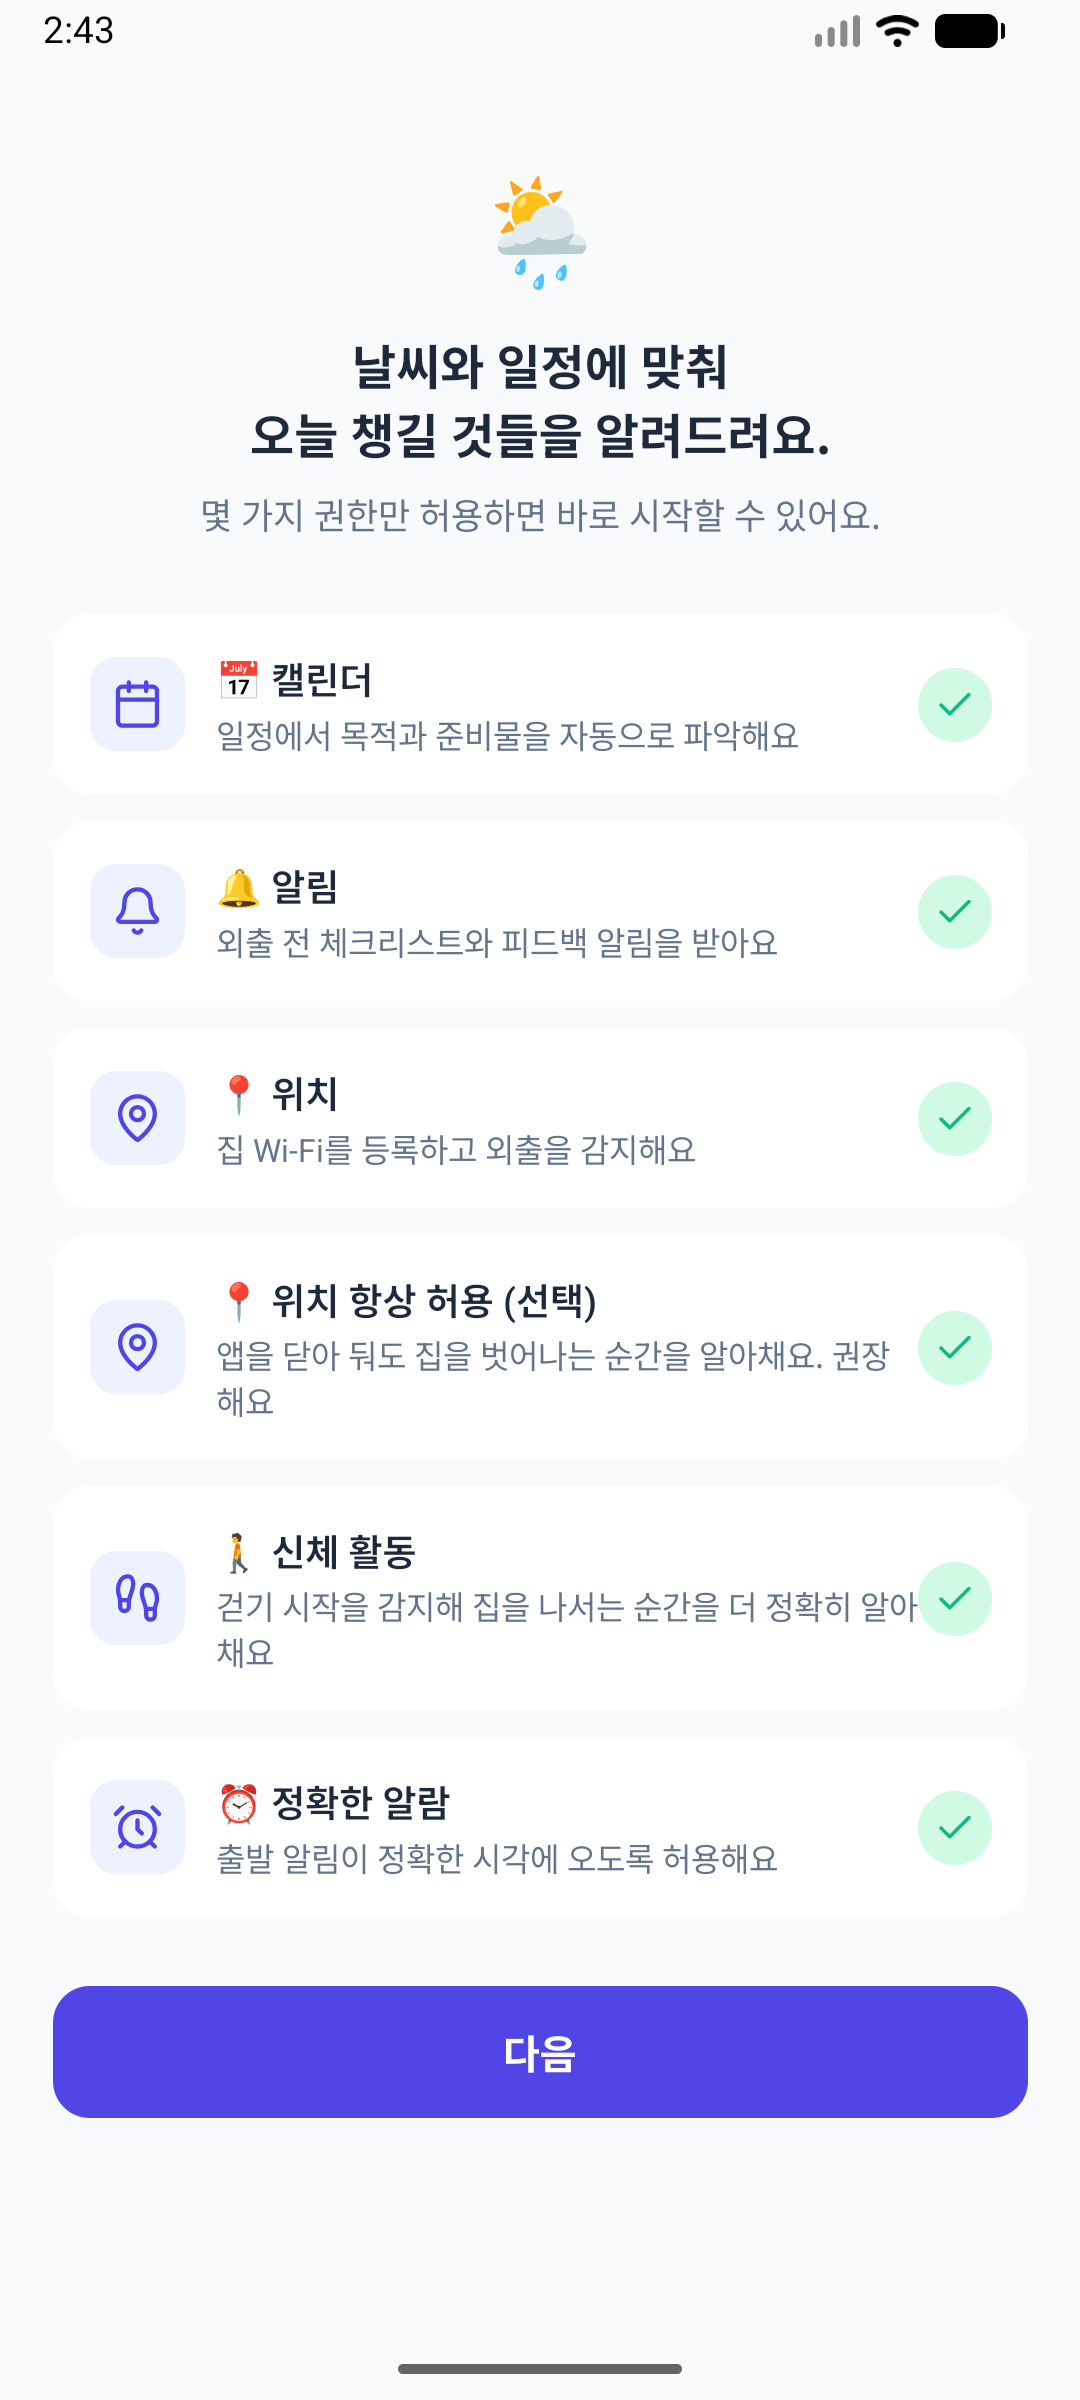 2:43
날씨와 일정에 맞춰
오늘 챙길 것들을 알려드려요.
몇 가지 권한만 허용하면 바로 시작할 수 있어요.
📅 캘린더
일정에서 목적과 준비물을 자동으로 파악해요
🔔 알림
외출 전 체크리스트와 피드백 알림을 받아요
📍 위치
집 Wi-Fi를 등록하고 외출을 감지해요
📍 위치 항상 허용 (선택)
앱을 닫아 둬도 집을 벗어나는 순간을 알아채요. 권장
해요
🚶 신체 활동
걷기 시작을 감지해 집을 나서는 순간을 더 정확히 알아
채요
⏰ 정확한 알람
출발 알림이 정확한 시각에 오도록 허용해요
다음